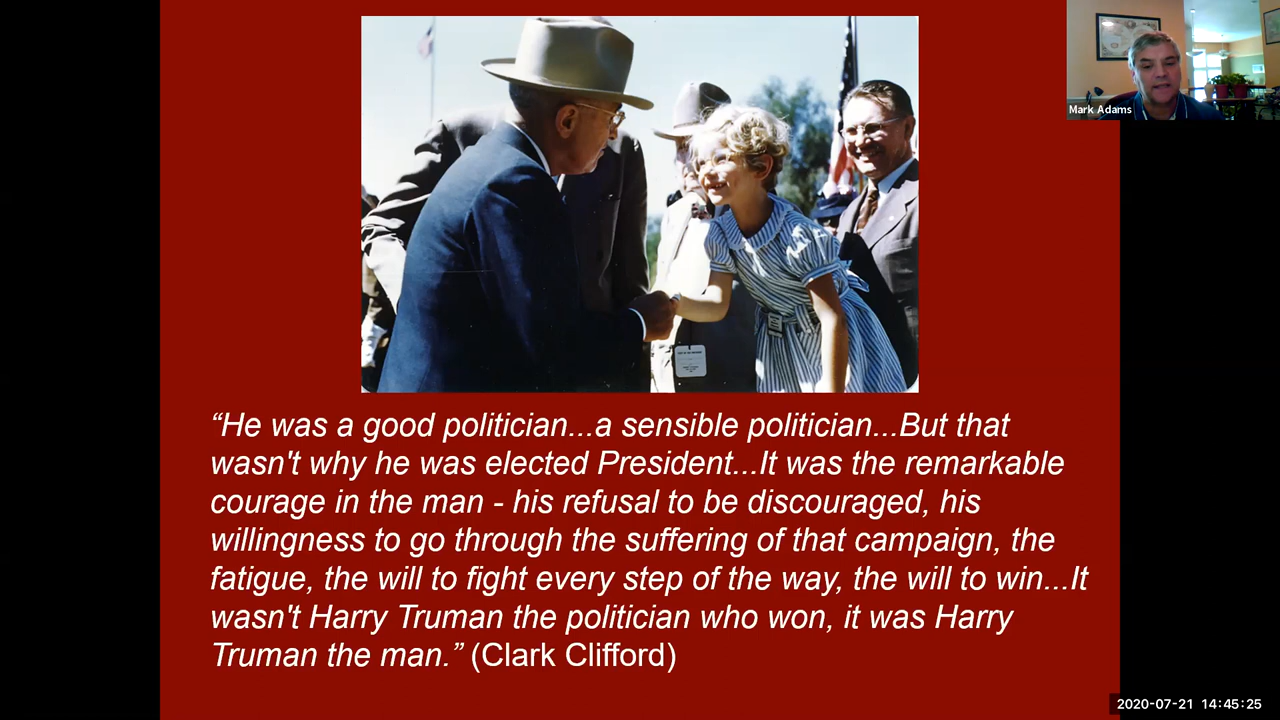 Mark Adams
“He was a good politician...a sensible politician...But that
wasn't why he was elected President...It was the remarkable
courage in the man - his refusal to be discouraged, his
willingness to go through the suffering of that campaign, the
fatigue, the will to fight every step of the way, the will to win...It
wasn't Harry Truman the politician who won, it was Harry
Truman the man.” (Clark Clifford)
2020-07-21 14:45:25